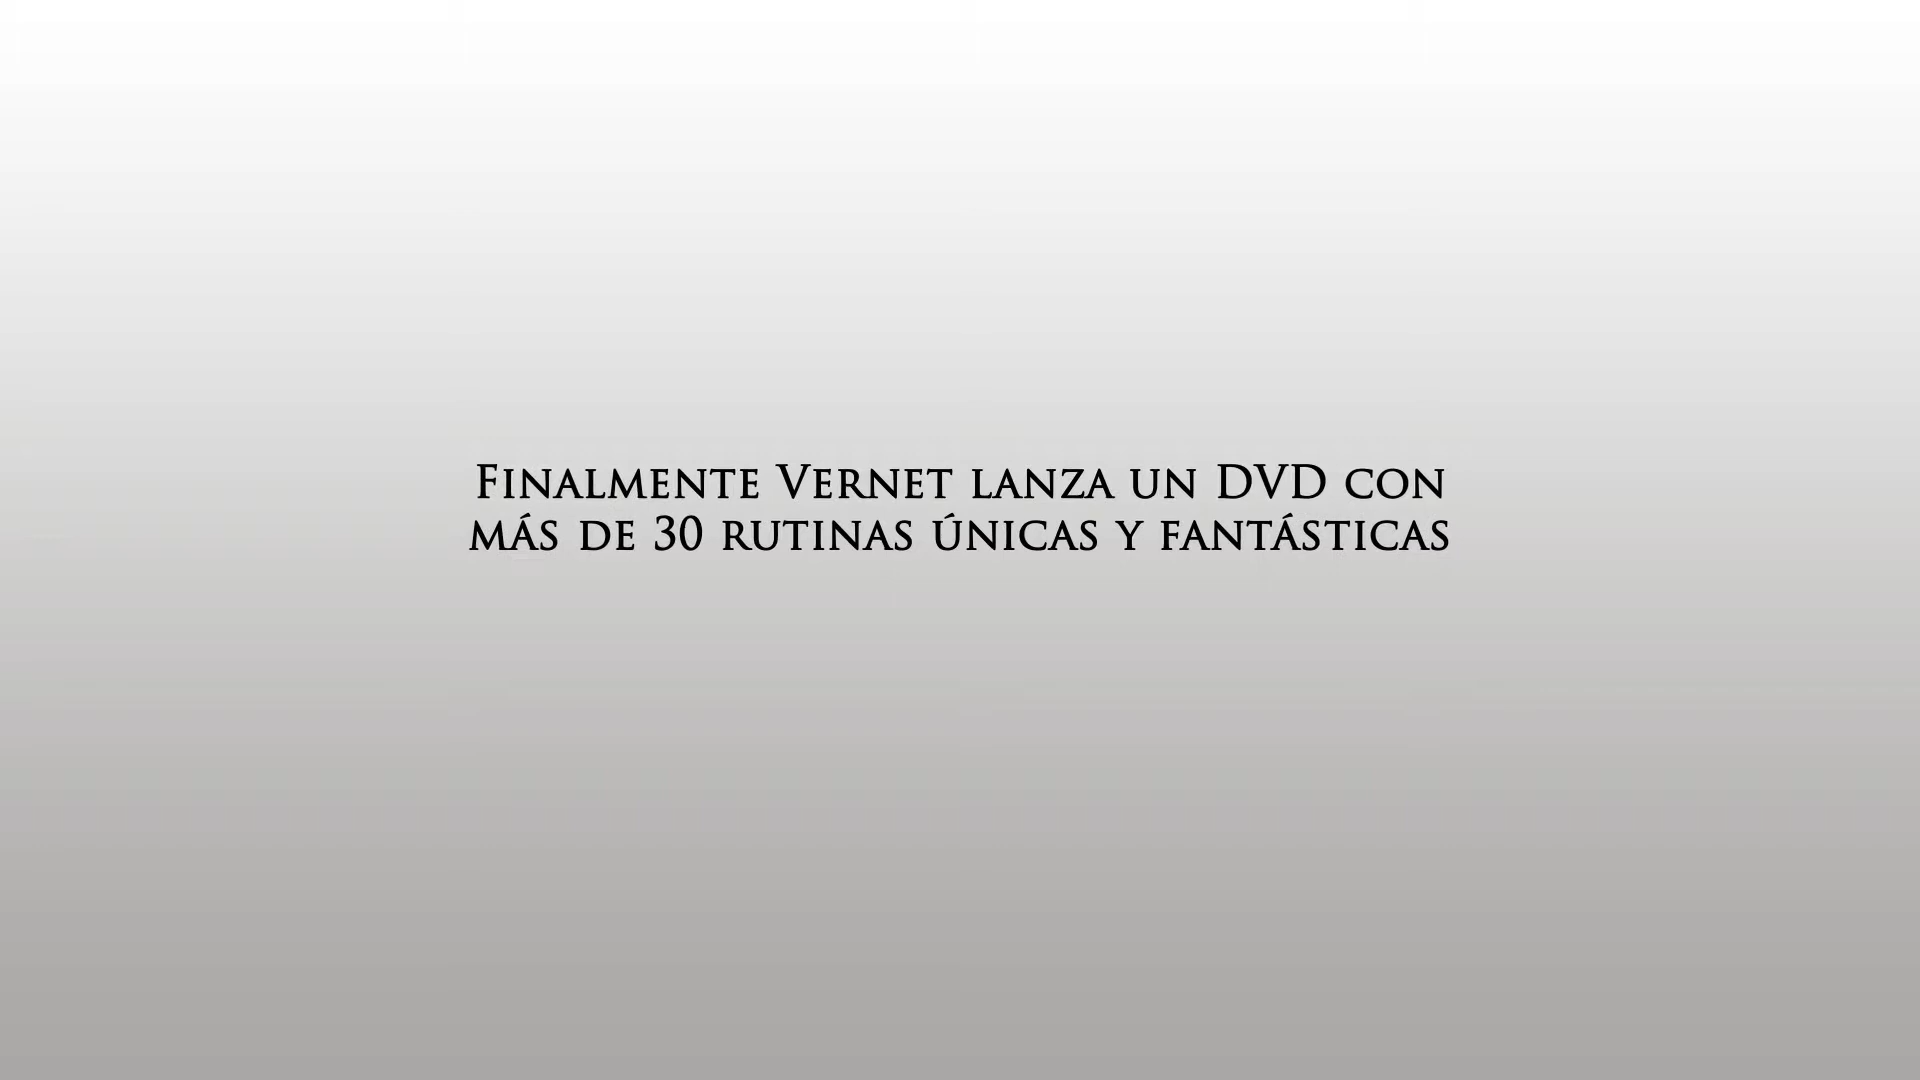 Finalmente Vernet lanza un DVD con
más de 30 rutinas únicas y fantásticas